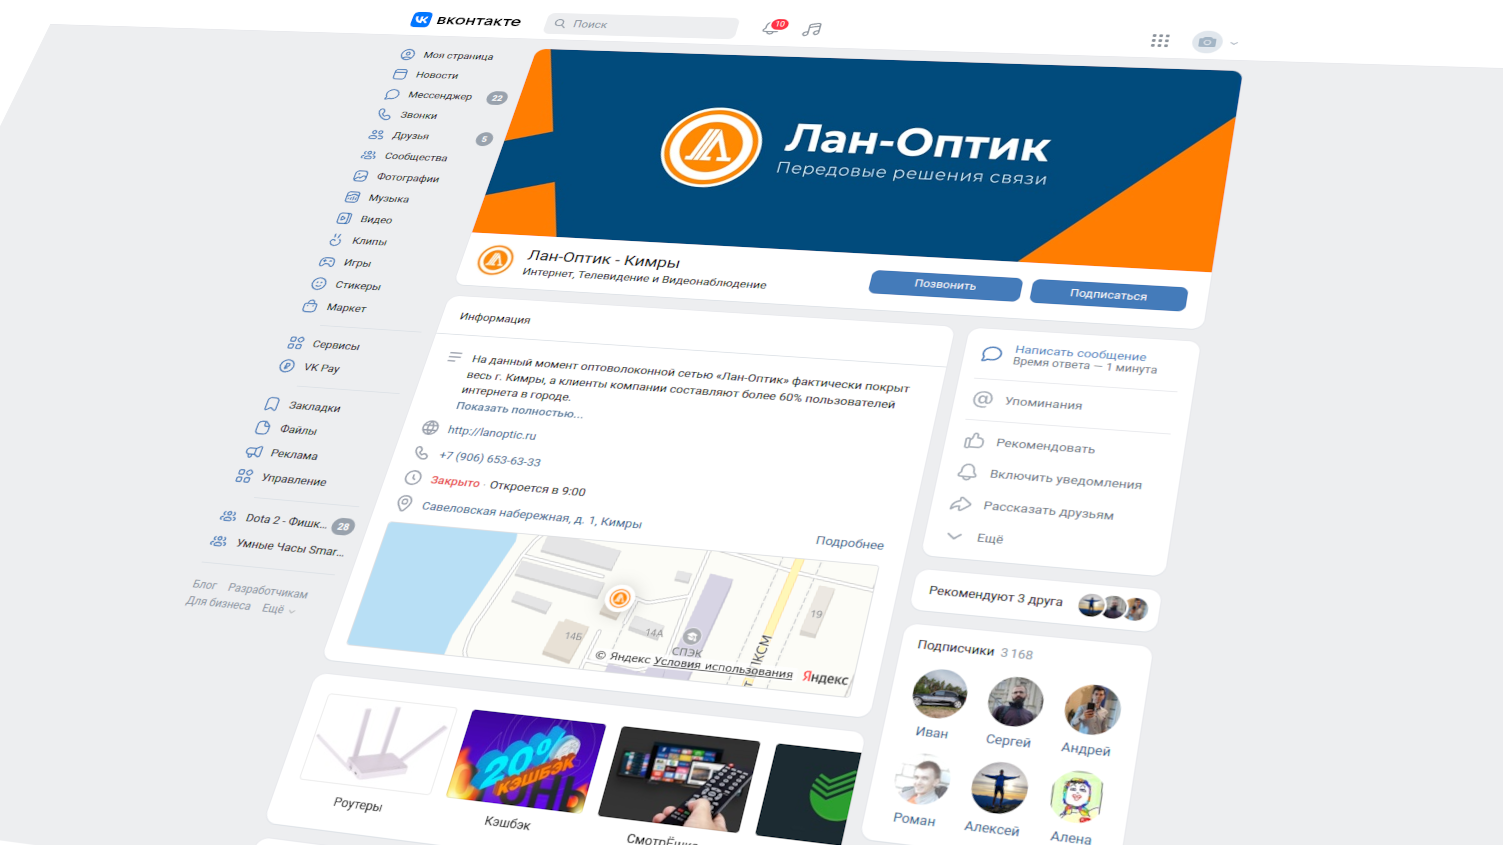 вконтакте
Поиск
10
Моя страница
Новости
Мессенджер 22
Звонки
Друзья 5
Сообщества
Фотографии
Музыка
Видео
Клипы
Игры
Стикеры
Маркет
Сервисы
VK Pay
Закладки
Файлы
Реклама
Управление
Dota 2 - Фишк... 28
Умные Часы Smar...
Блог Разработчикам
Для бизнеса Ещё
Лан-Оптик
Передовые решения связи
Лан-Оптик - Кимры
Интернет, Телевидение и Видеонаблюдение
Позвонить
Подписаться
Информация
На данный момент оптоволоконной сетью «Лан-Оптик» фактически покрыт
весь г. Кимры, а клиенты компании составляют более 60% пользователей
интернета в городе.
Показать полностью...
http://lanoptic.ru
+7 (906) 653-63-33
Закрыто · Откроется в 9:00
Савеловская набережная, д. 1, Кимры
Подробнее
19
14Б
14А
СПЭК
ЛКСМ
© Яндекс Условия использования
Яндекс
20%
КЭШБЭК
Роутеры
Кэшбэк
Написать сообщение
Время ответа — 1 минута
Упоминания
Рекомендовать
Включить уведомления
Рассказать друзьям
Ещё
Рекомендуют 3 друга
Подписчики 3 168
Иван
Сергей
Андрей
Роман
Алексей
Алена